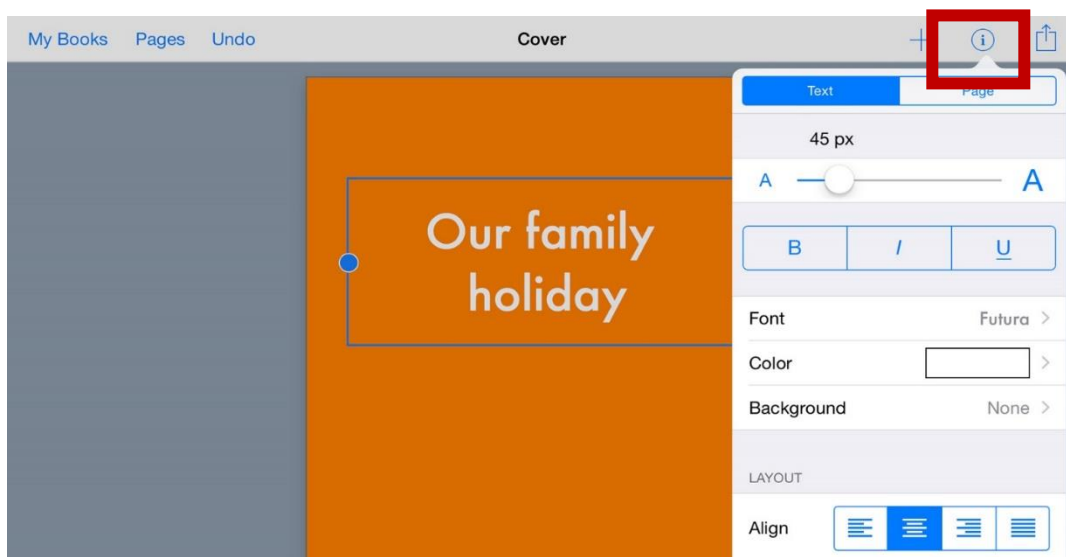 My Books Pages Undo Cover
Text Page
45 px
A A
Our family
holiday
B I U
Font Futura
Color
Background None
LAYOUT
Align